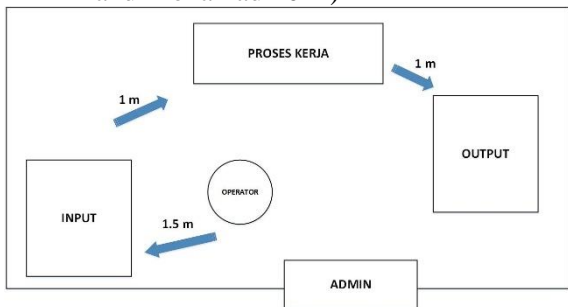 PROSES KERJA
1 m
1 m
OUTPUT
OPERATOR
INPUT
1.5 m
ADMIN